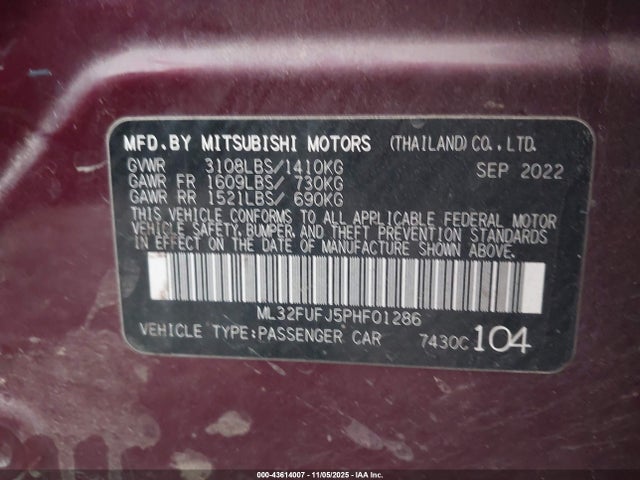 MFD. BY MITSUBISHI MOTORS (THAILAND) CO., LTD.
GVWR 3108LBS/1410KG SEP 2022
GAWR FR 1609LBS/ 730KG
GAWR RR 1521LBS/ 690KG
THIS VEHICLE CONFORMS TO ALL APPLICABLE FEDERAL MOTOR
VEHICLE SAFETY, BUMPER, AND THEFT PREVENTION STANDARDS
IN EFFECT ON THE DATE OF MANUFACTURE SHOWN ABOVE.
ML32FUFJ5PHF01286
VEHICLE TYPE:PASSENGER CAR 7430C 104
000-43614007 - 11/05/2025 - IAA Inc.